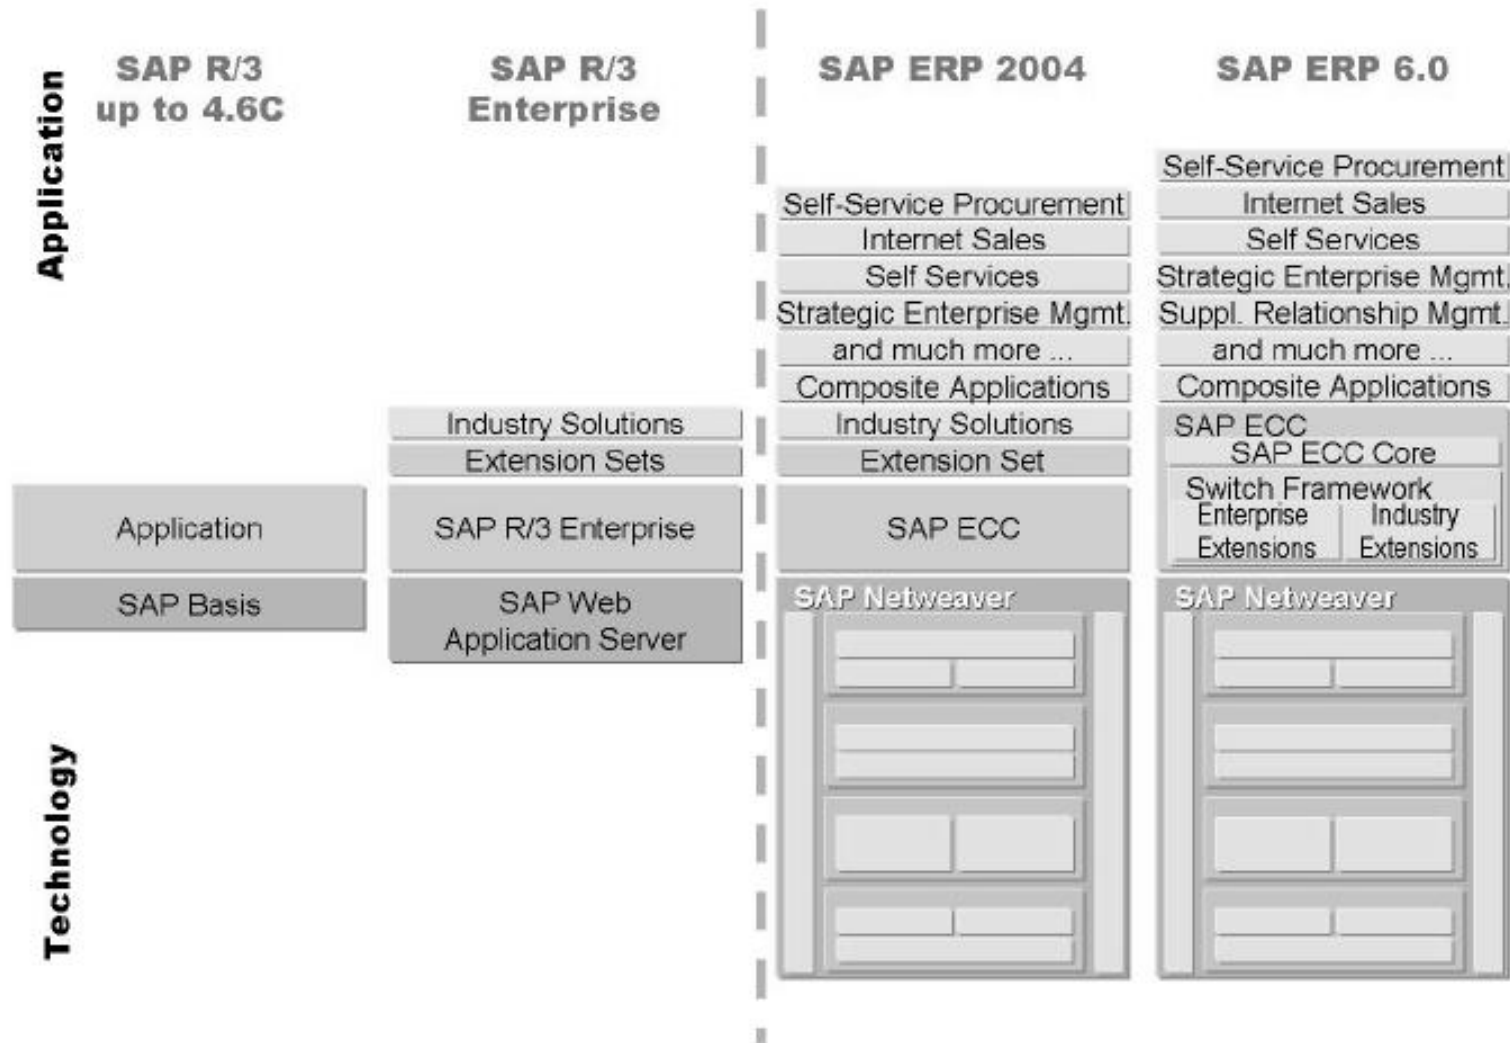 Application
Technology
SAP R/3
up to 4.6C
Application
SAP Basis
SAP R/3
Enterprise
Industry Solutions
Extension Sets
SAP R/3 Enterprise
SAP Web
Application Server
SAP ERP 2004
Self-Service Procurement
Internet Sales
Self Services
Strategic Enterprise Mgmt.
and much more ...
Composite Applications
Industry Solutions
Extension Set
SAP ECC
SAP Netweaver
SAP ERP 6.0
Self-Service Procurement
Internet Sales
Self Services
Strategic Enterprise Mgmt.
Suppl. Relationship Mgmt.
and much more ...
Composite Applications
SAP ECC
SAP ECC Core
Switch Framework
Enterprise
Extensions
Industry
Extensions
SAP Netweaver